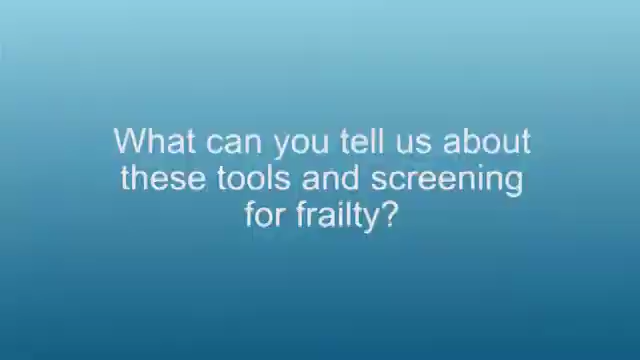 What can you tell us about
these tools and screening
for frailty?